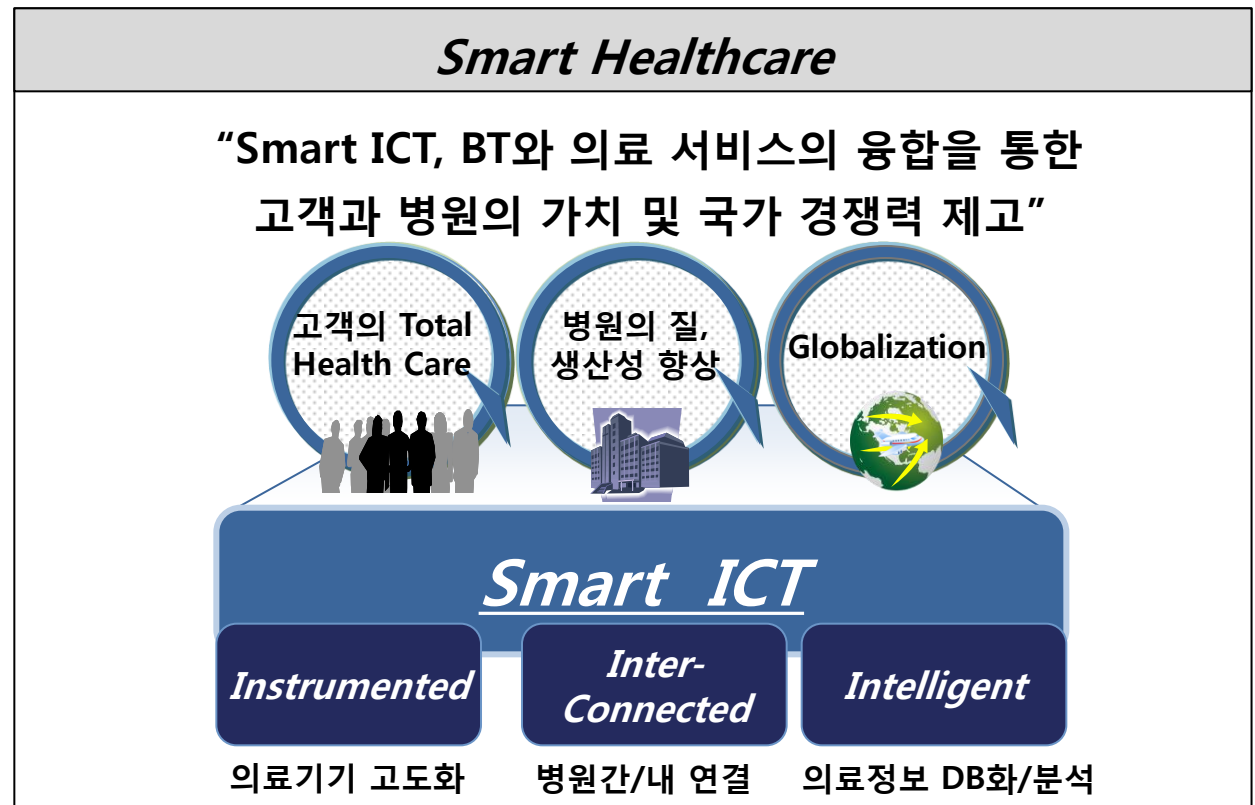 Smart Healthcare
“Smart ICT, BT와 의료 서비스의 융합을 통한
고객과 병원의 가치 및 국가 경쟁력 제고”
고객의 Total
Health Care
병원의 질,
생산성 향상
Globalization
Smart ICT
Instrumented
Inter-
Connected
Intelligent
의료기기 고도화
병원간/내 연결
의료정보 DB화/분석